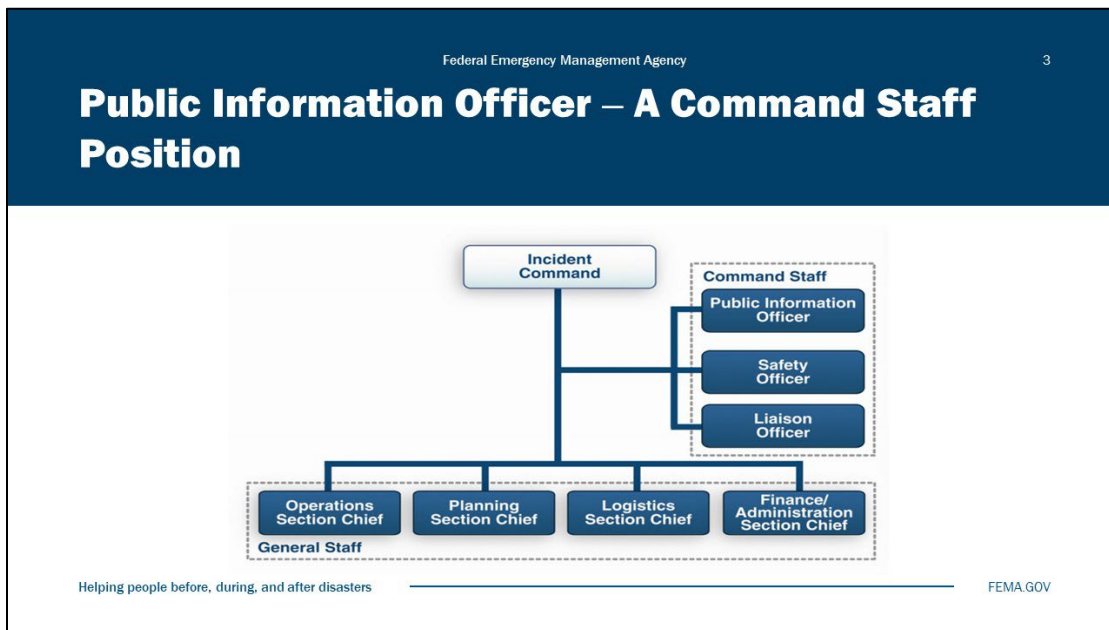 Federal Emergency Management Agency
3
Public Information Officer – A Command Staff
Position
Incident
Command
Command Staff
Public Information
Officer
Safety
Officer
Liaison
Officer
Operations
Section Chief
Planning
Section Chief
Logistics
Section Chief
Finance/
Administration
Section Chief
General Staff
Helping people before, during, and after disasters
FEMA.GOV